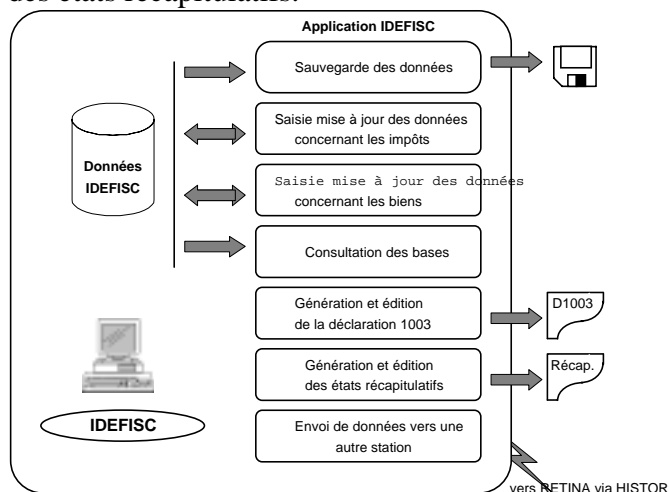 des états récapitulatifs.
Application IDEFISC
Sauvegarde des données
Saisie mise à jour des données
concernant les impôts
Données
IDEFISC
Saisie mise à jour des données
concernant les biens
Consultation des bases
Génération et édition
de la déclaration 1003
D1003
Génération et édition
des états récapitulatifs
Récap.
IDEFISC
Envoi de données vers une
autre station
vers RETINA via HISTOR